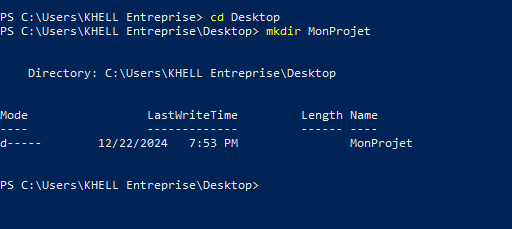 PS C:\Users\KHELL Entreprise> cd Desktop
PS C:\Users\KHELL Entreprise\Desktop> mkdir MonProjet
Directory: C:\Users\KHELL Entreprise\Desktop
Mode LastWriteTime Length Name
---- ------------- ------ ----
d----- 12/22/2024 7:53 PM MonProjet
PS C:\Users\KHELL Entreprise\Desktop>